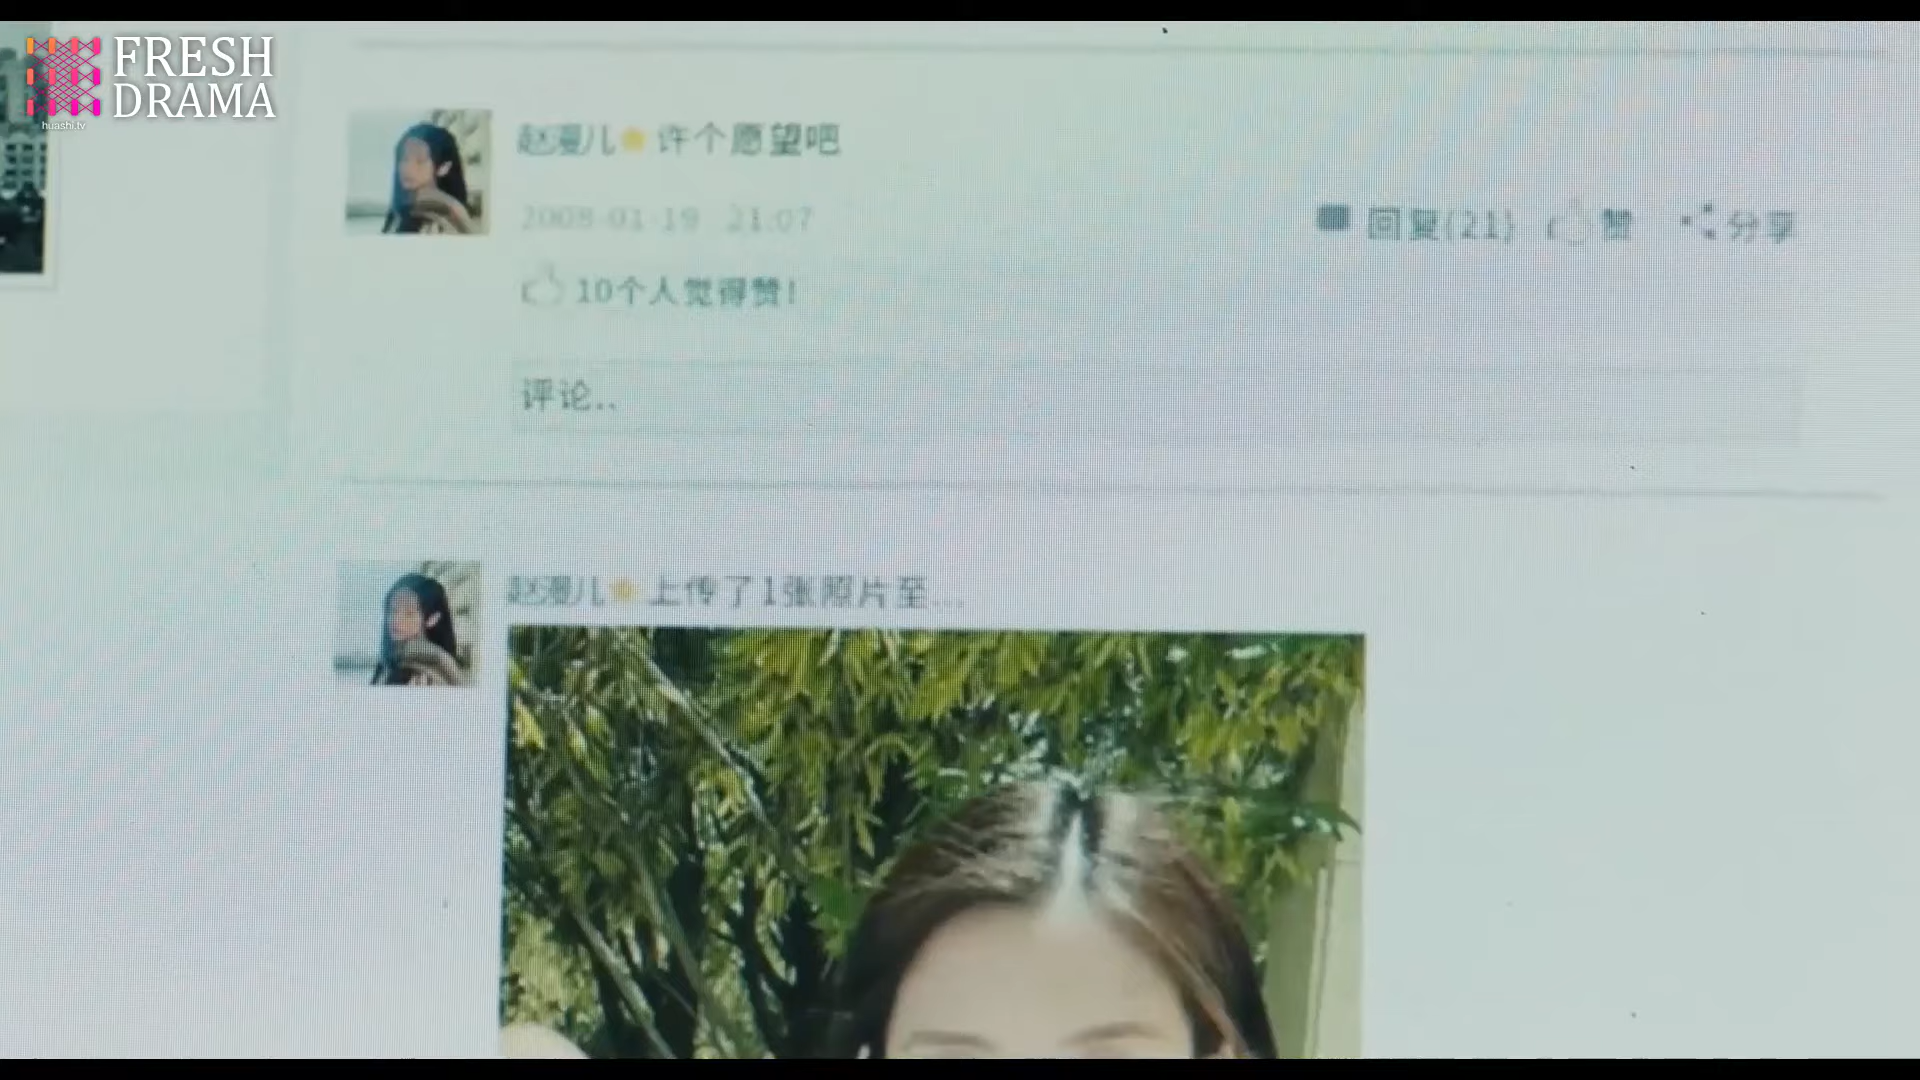 FRESH
DRAMA
huashi.tv
赵漫儿 许个愿望吧
2008-01-19 21:07
回复(21) 赞 分享
10个人觉得赞!
评论..
赵漫儿 上传了1张照片至...